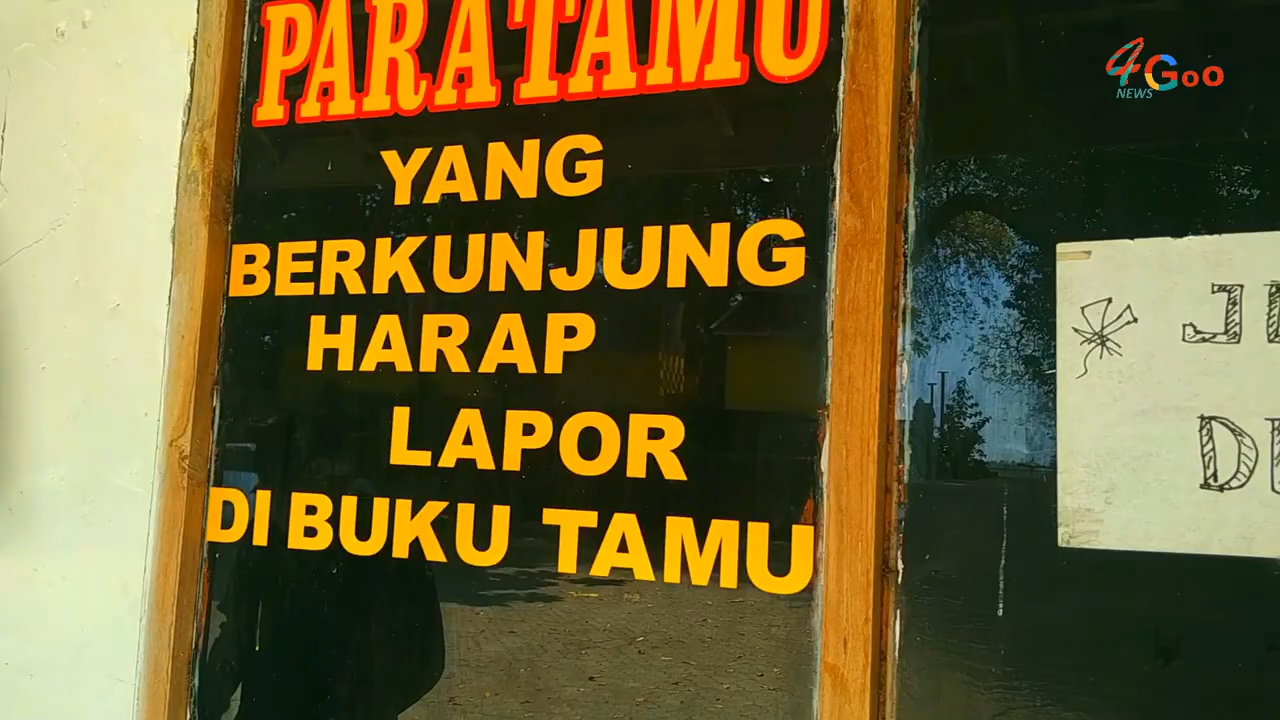 PARA TAMU
YANG
BERKUNJUNG
HARAP
LAPOR
DI BUKU TAMU
4Goo
NEWS